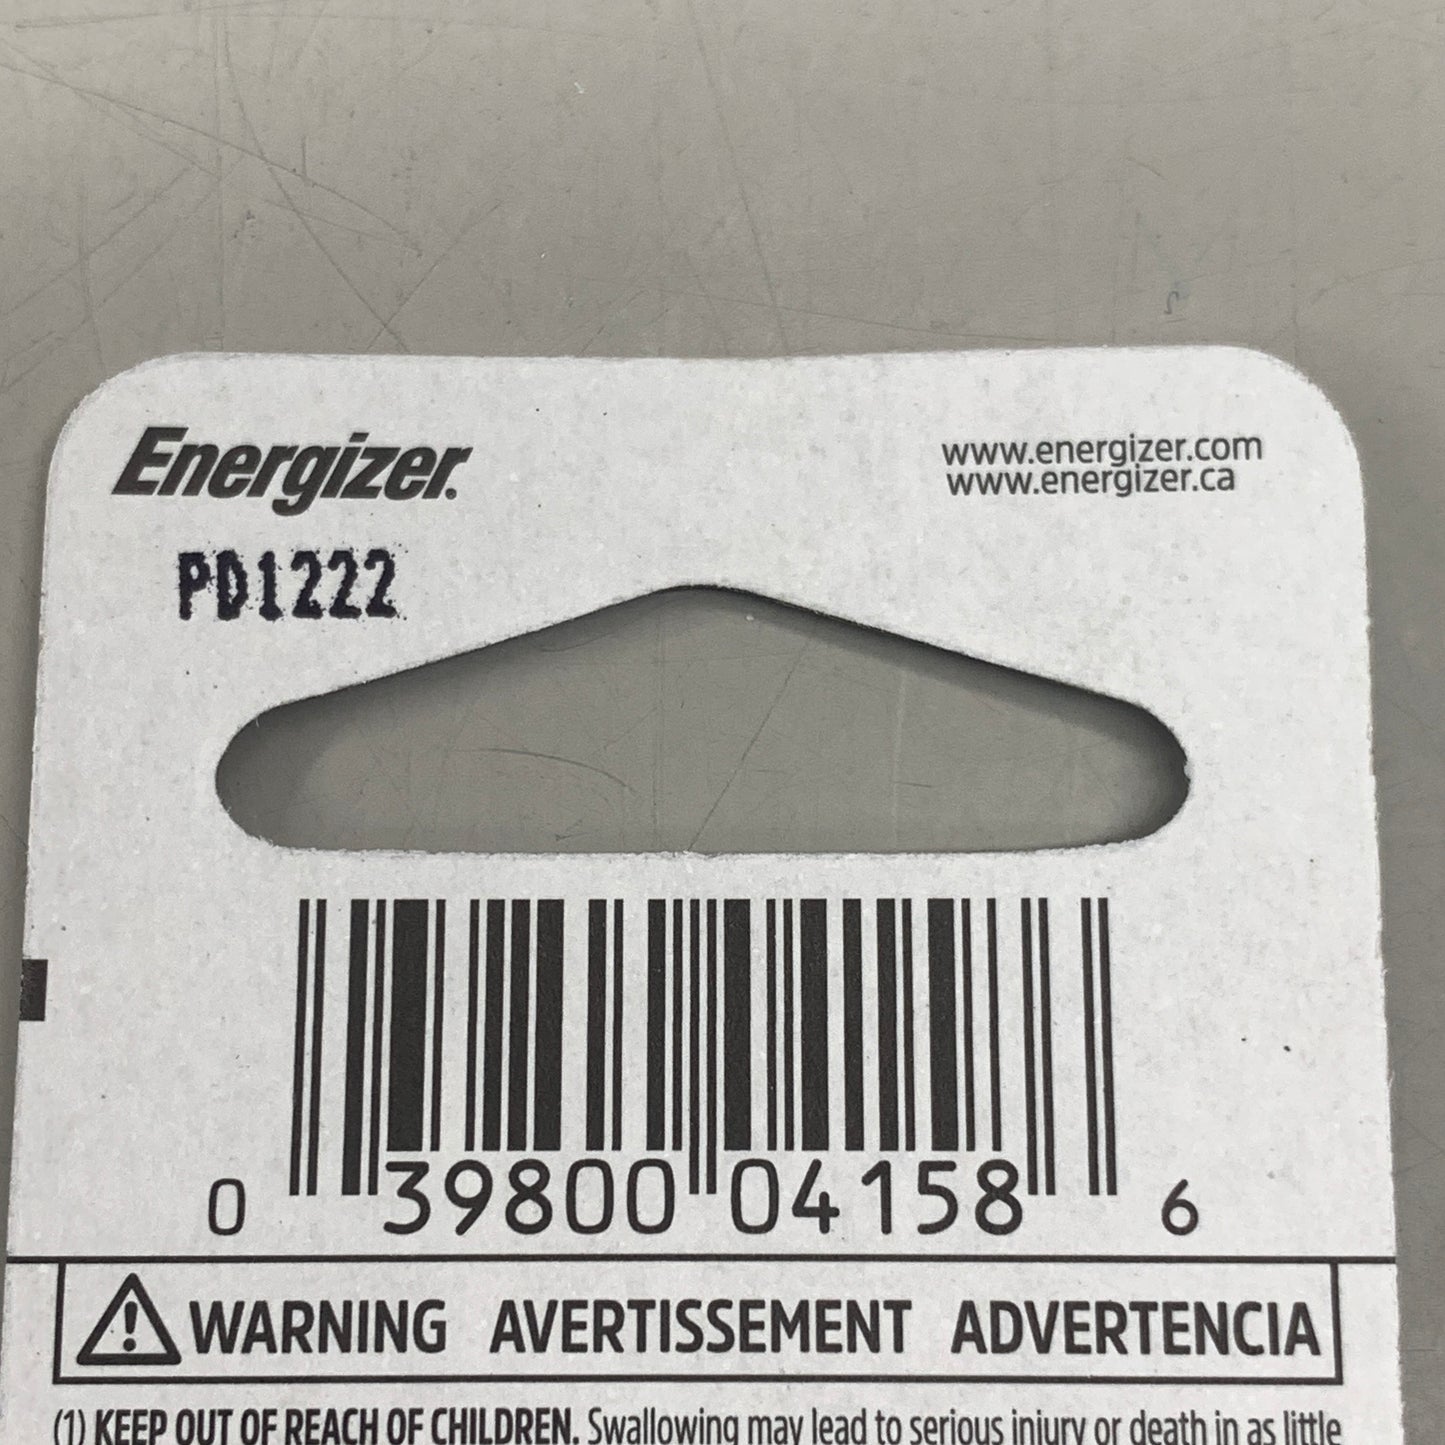 Energizer.
www.energizer.com
www.energizer.ca
PD1222
0 39800 04158 6
WARNING AVERTISSEMENT ADVERTENCIA
(1) KEEP OUT OF REACH OF CHILDREN. Swallowing may lead to serious injury or death in as little